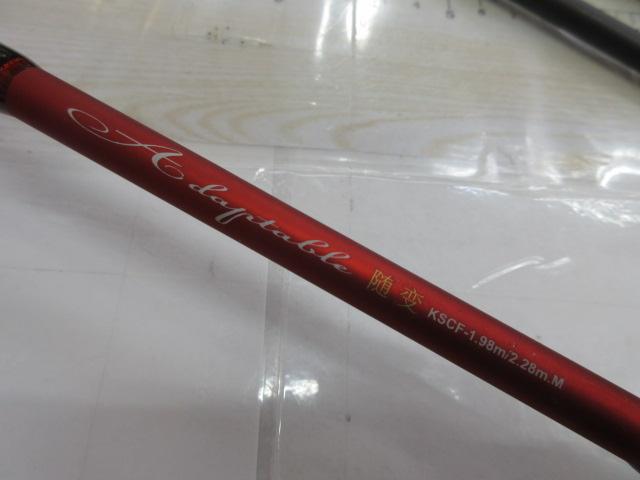 Adaptable 随变 KSCF-1.98m/2.28m.M